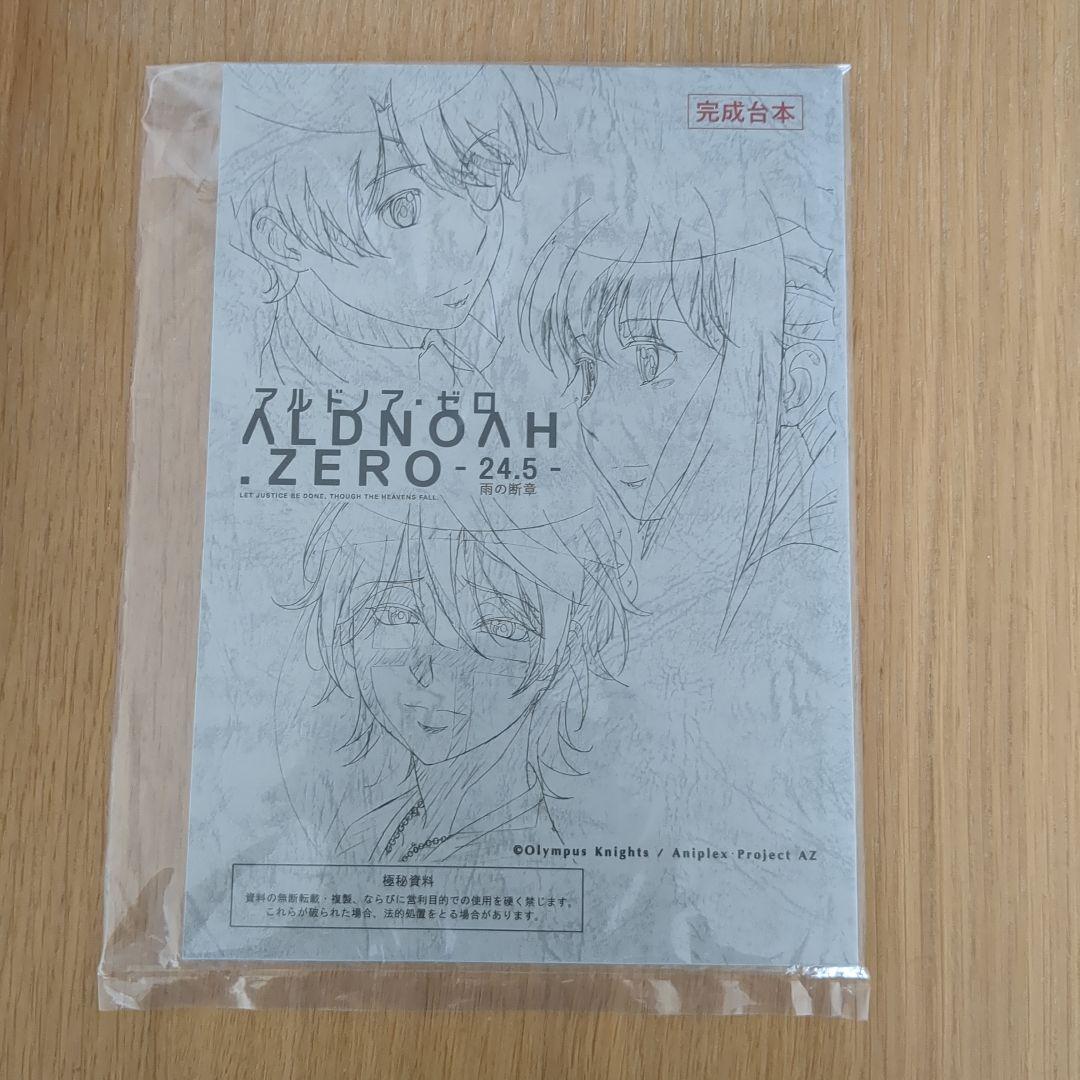 完成台本
アルドノア・ゼロ
ALDNOAH
.ZERO - 24.5 -
雨の断章
LET JUSTICE BE DONE, THOUGH THE HEAVENS FALL.
©Olympus Knights / Aniplex・Project AZ
極秘資料
資料の無断転載・複製、ならびに営利目的での使用を硬く禁じます。
これらが破られた場合、法的処置をとる場合があります。